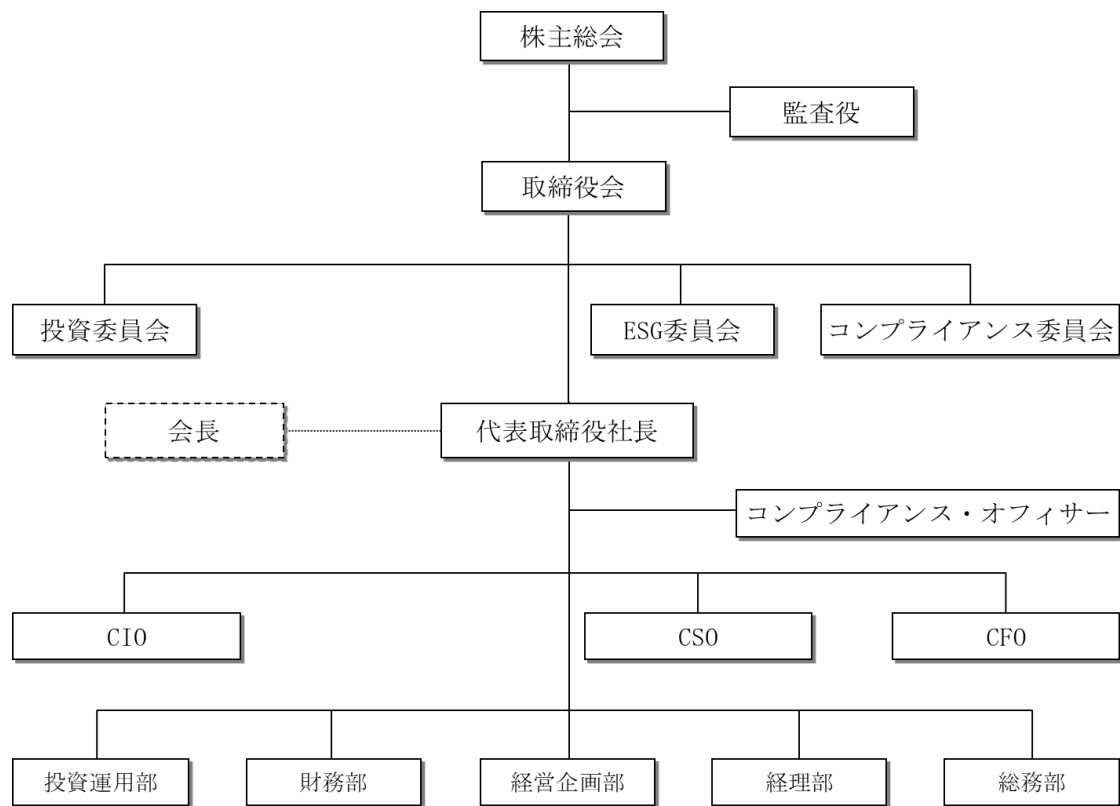 株主総会
監査役
取締役会
投資委員会
ESG委員会
コンプライアンス委員会
会長
代表取締役社長
コンプライアンス・オフィサー
CIO
CSO
CFO
投資運用部
財務部
経営企画部
経理部
総務部